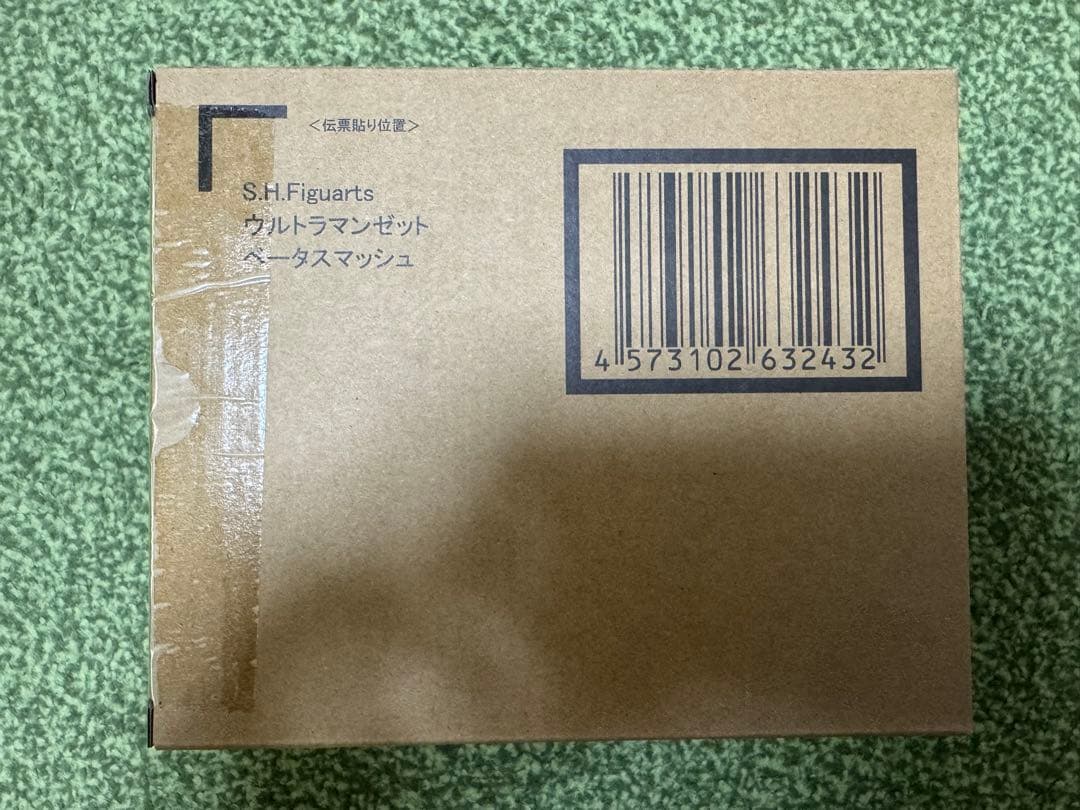 ＜伝票貼り位置＞
S.H.Figuarts
ウルトラマンゼット
ベータスマッシュ
4 573102 632432